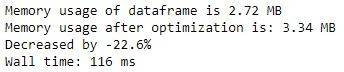 Memory usage of dataframe is 2.72 MB
Memory usage after optimization is: 3.34 MB
Decreased by -22.6%
Wall time: 116 ms